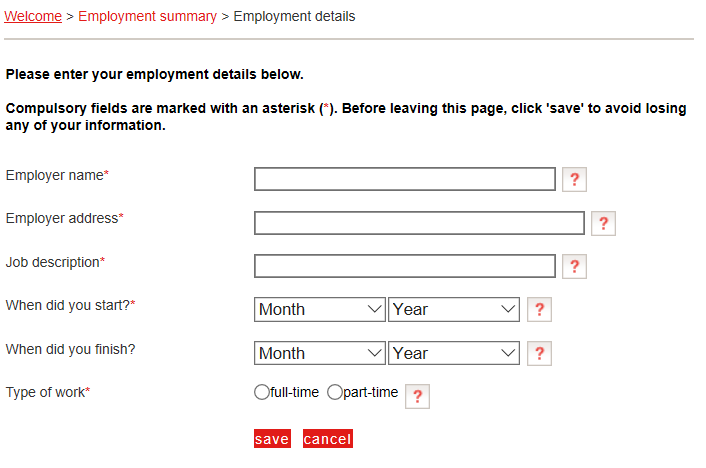 Welcome > Employment summary > Employment details
Please enter your employment details below.
Compulsory fields are marked with an asterisk (*). Before leaving this page, click 'save' to avoid losing
any of your information.
Employer name* ?
Employer address* ?
Job description* ?
When did you start?* Month Year ?
When did you finish? Month Year ?
Type of work* full-time part-time ?
save cancel